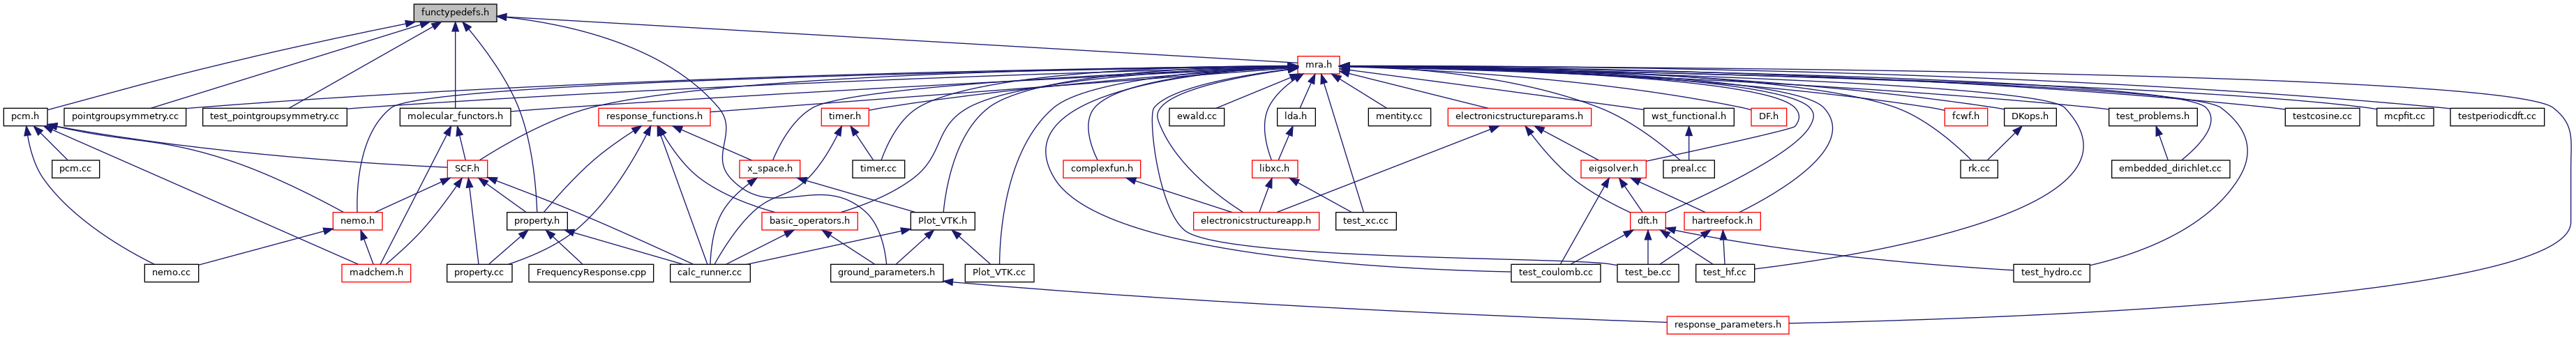 functypedefs.h
mra.h
pcm.h
pointgroupsymmetry.cc
test_pointgroupsymmetry.cc
molecular_functors.h
response_functions.h
timer.h
ewald.cc
lda.h
mentity.cc
electronicstructureparams.h
wst_functional.h
DF.h
fcwf.h
DKops.h
test_problems.h
testcosine.cc
mcpfit.cc
testperiodicdft.cc
pcm.cc
SCF.h
x_space.h
timer.cc
complexfun.h
libxc.h
eigsolver.h
preal.cc
rk.cc
embedded_dirichlet.cc
nemo.h
property.h
basic_operators.h
Plot_VTK.h
electronicstructureapp.h
test_xc.cc
dft.h
hartreefock.h
nemo.cc
madchem.h
property.cc
FrequencyResponse.cpp
calc_runner.cc
ground_parameters.h
Plot_VTK.cc
test_coulomb.cc
test_be.cc
test_hf.cc
test_hydro.cc
response_parameters.h